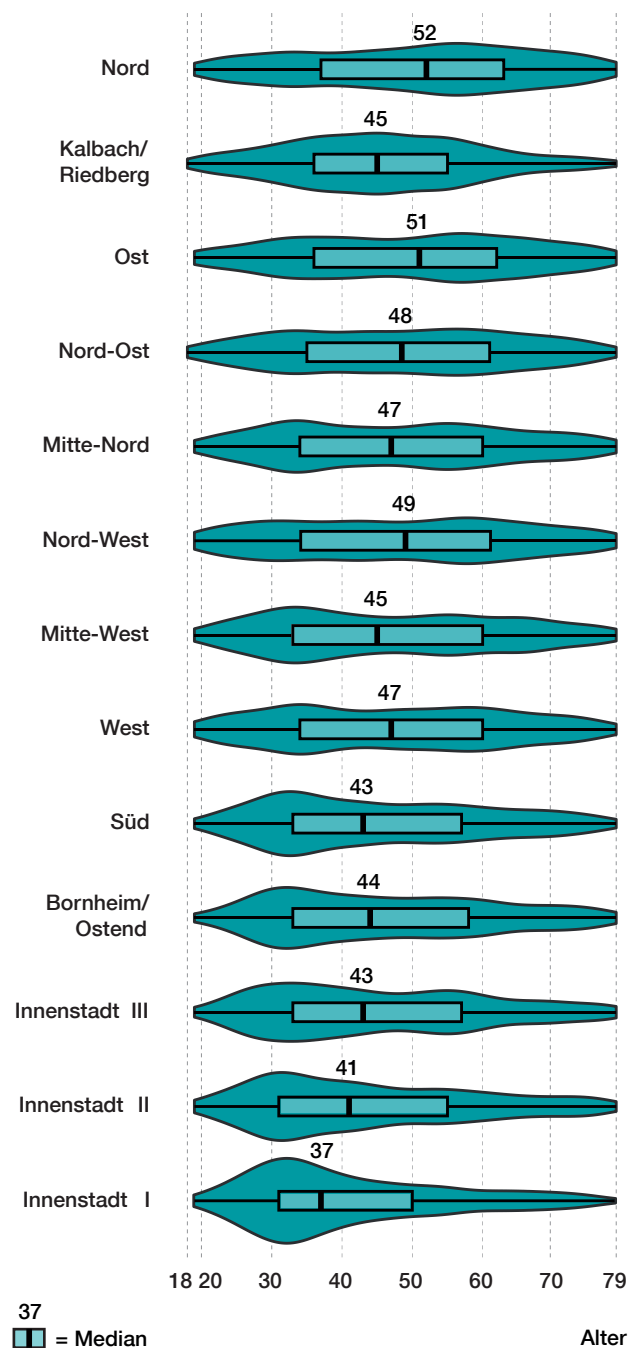 52
Nord
45
Kalbach/
Riedberg
51
Ost
48
Nord-Ost
47
Mitte-Nord
49
Nord-West
45
Mitte-West
47
West
43
Süd
44
Bornheim/
Ostend
43
Innenstadt III
41
Innenstadt II
37
Innenstadt I
18 20 30 40 50 60 70 79
37
= Median
Alter